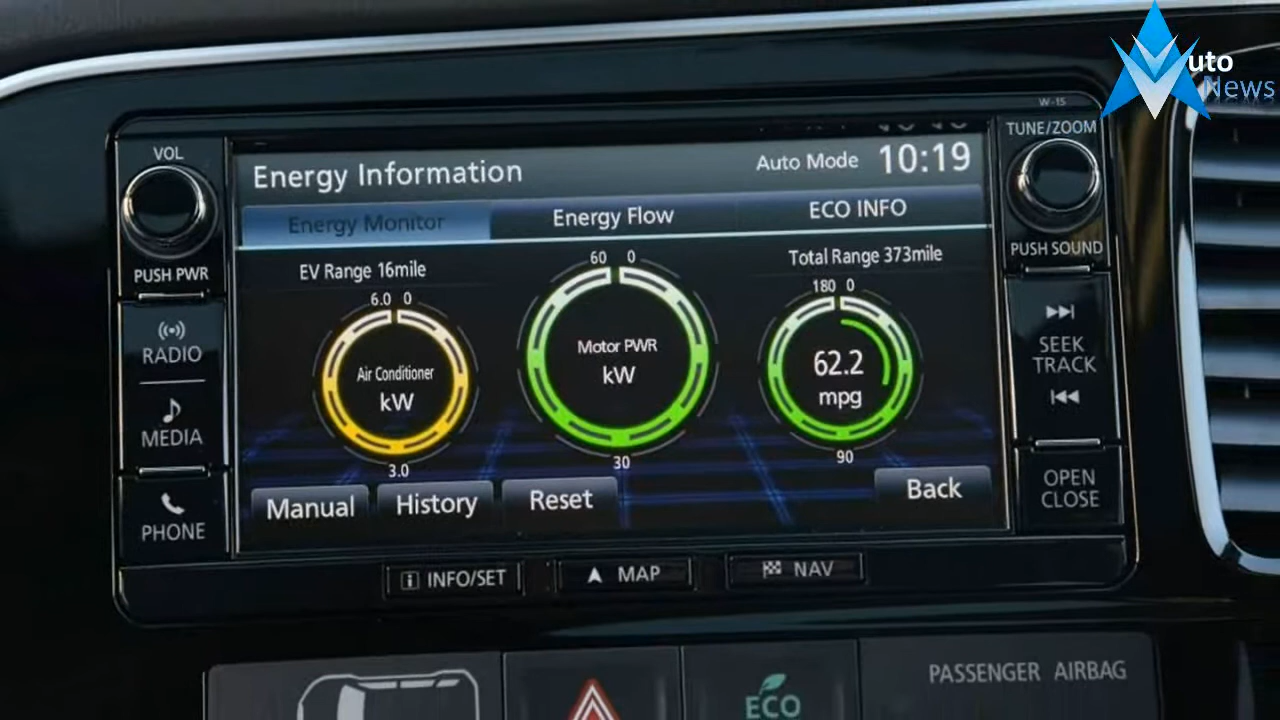 uto
News
W-15
VOL
TUNE/ZOOM
Energy Information
Auto Mode 10:19
Energy Monitor
Energy Flow
ECO INFO
PUSH PWR
PUSH SOUND
EV Range 16mile
60 0
Total Range 373mile
6.0 0
180 0
RADIO
Air Conditioner
kW
Motor PWR
kW
62.2
mpg
SEEK
TRACK
MEDIA
3.0
30
90
Manual
History
Reset
Back
PHONE
OPEN
CLOSE
INFO/SET
MAP
NAV
PASSENGER AIRBAG
ECO